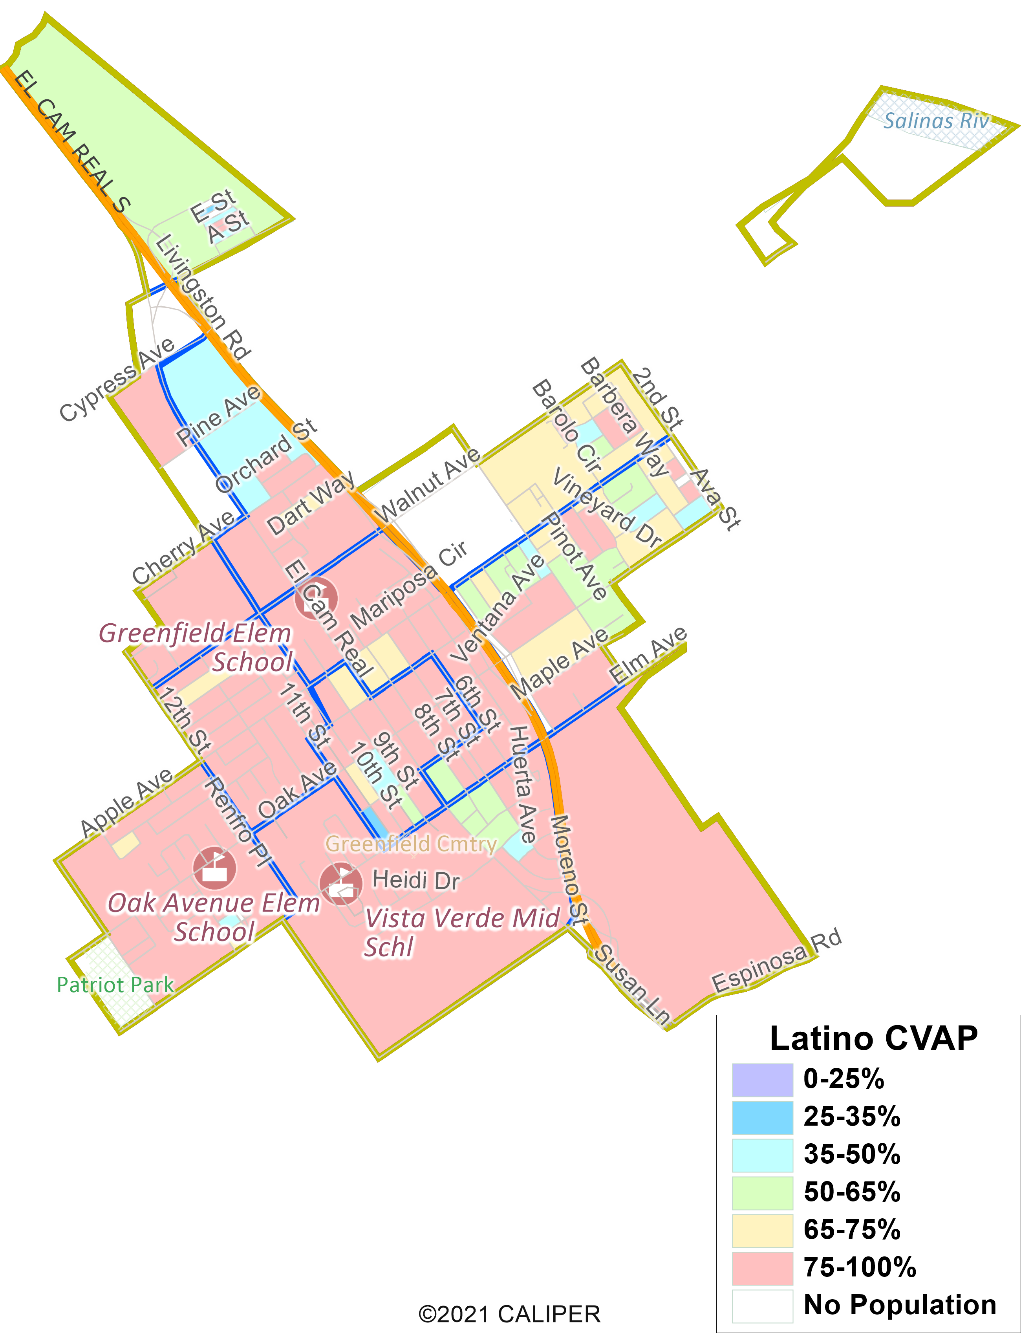 Salinas Riv
EL CAM REAL S
E St
A St
Livingston Rd
Cypress Ave
Pine Ave
Orchard St
Dart Way
Walnut Ave
Barolo Cir
Barbera Way
2nd St
Ava St
Vineyard Dr
Pinot Ave
Cherry Ave
El Cam Real
Mariposa Cir
Ventana Ave
Maple Ave
Elm Ave
Greenfield Elem
School
12th St
11th St
10th St
9th St
8th St
7th St
6th St
Huerta Ave
Apple Ave
Renfro Pl
Oak Ave
Greenfield Cmtry
Moreno St
Oak Avenue Elem
School
Heidi Dr
Vista Verde Mid
Schl
Patriot Park
Susan Ln
Espinosa Rd
Latino CVAP
0-25%
25-35%
35-50%
50-65%
65-75%
75-100%
No Population
©2021 CALIPER